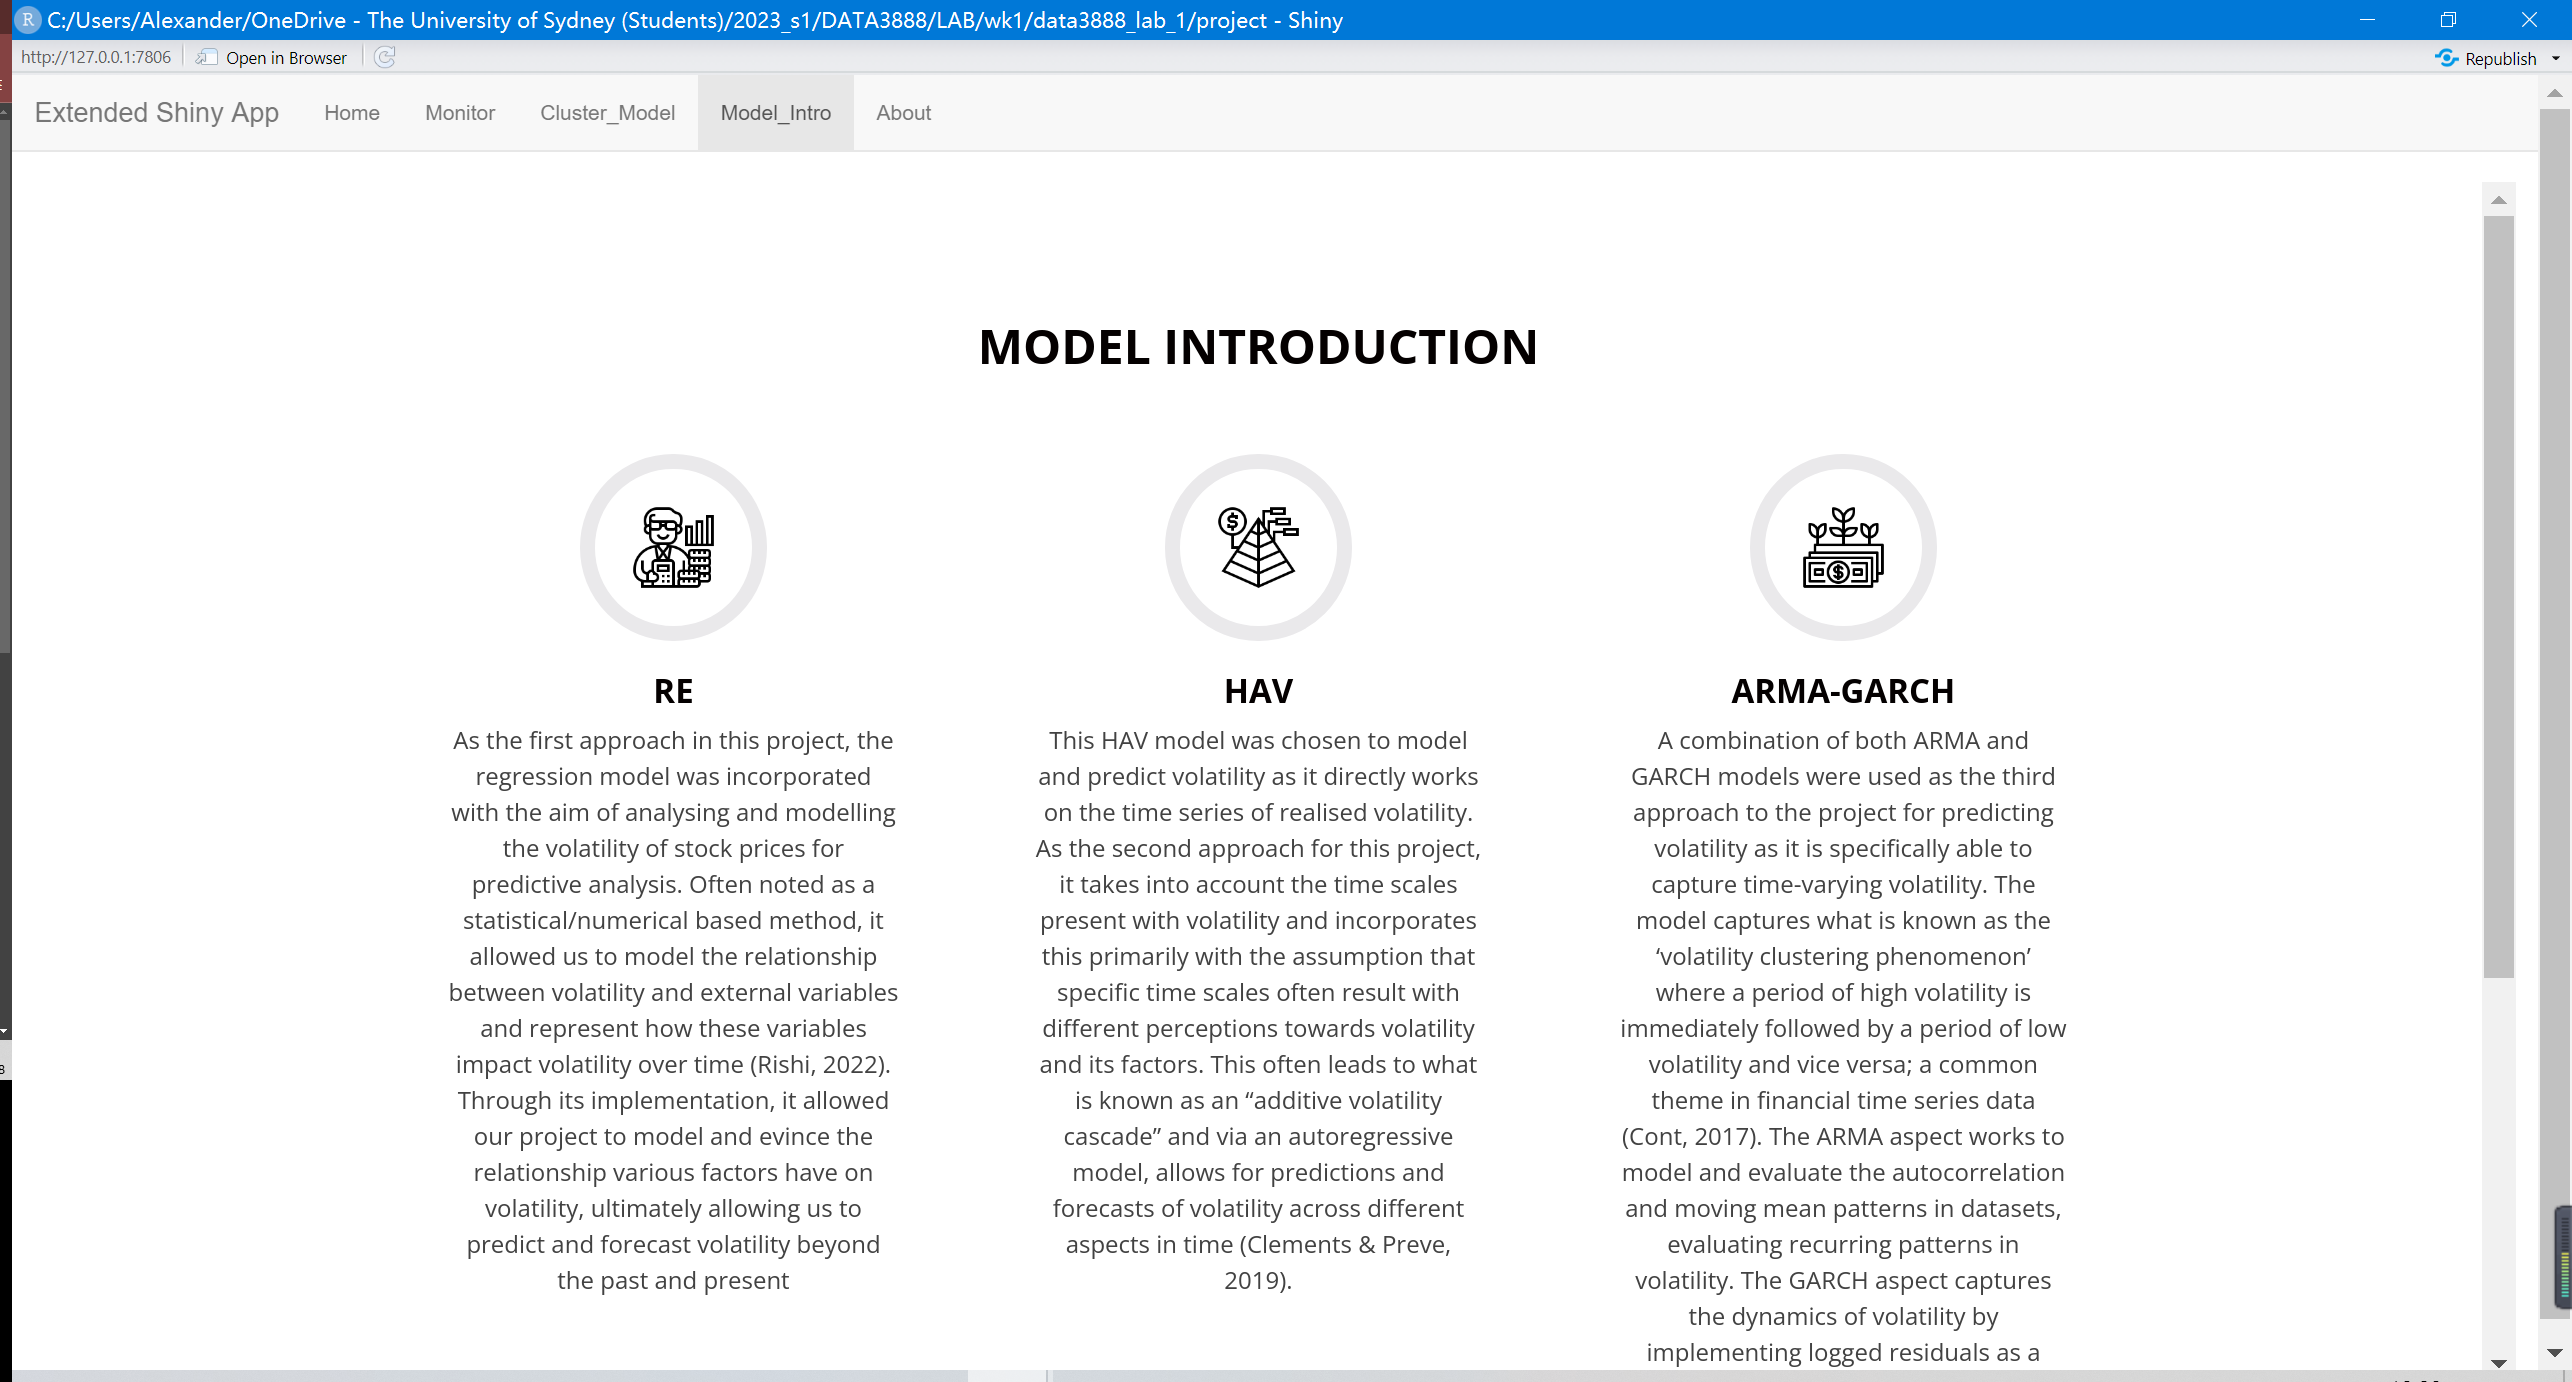 C:/Users/Alexander/OneDrive - The University of Sydney (Students)/2023_s1/DATA3888/LAB/wk1/data3888_lab_1/project - Shiny
http://127.0.0.1:7806 Open in Browser Republish
Extended Shiny App Home Monitor Cluster_Model Model_Intro About
MODEL INTRODUCTION
RE
As the first approach in this project, the
regression model was incorporated
with the aim of analysing and modelling
the volatility of stock prices for
predictive analysis. Often noted as a
statistical/numerical based method, it
allowed us to model the relationship
between volatility and external variables
and represent how these variables
impact volatility over time (Rishi, 2022).
Through its implementation, it allowed
our project to model and evince the
relationship various factors have on
volatility, ultimately allowing us to
predict and forecast volatility beyond
the past and present
HAV
This HAV model was chosen to model
and predict volatility as it directly works
on the time series of realised volatility.
As the second approach for this project,
it takes into account the time scales
present with volatility and incorporates
this primarily with the assumption that
specific time scales often result with
different perceptions towards volatility
and its factors. This often leads to what
is known as an “additive volatility
cascade” and via an autoregressive
model, allows for predictions and
forecasts of volatility across different
aspects in time (Clements & Preve,
2019).
ARMA-GARCH
A combination of both ARMA and
GARCH models were used as the third
approach to the project for predicting
volatility as it is specifically able to
capture time-varying volatility. The
model captures what is known as the
‘volatility clustering phenomenon’
where a period of high volatility is
immediately followed by a period of low
volatility and vice versa; a common
theme in financial time series data
(Cont, 2017). The ARMA aspect works to
model and evaluate the autocorrelation
and moving mean patterns in datasets,
evaluating recurring patterns in
volatility. The GARCH aspect captures
the dynamics of volatility by
implementing logged residuals as a